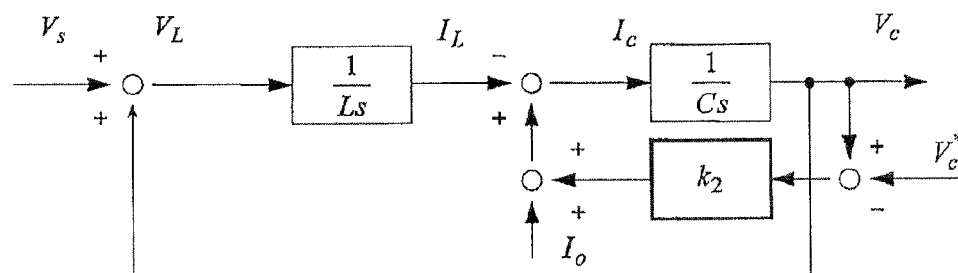 V_s V_L I_L I_c V_c
+ −
+ 1/Ls + 1/Cs
+ k_2 + V_c^*
+ −
I_o